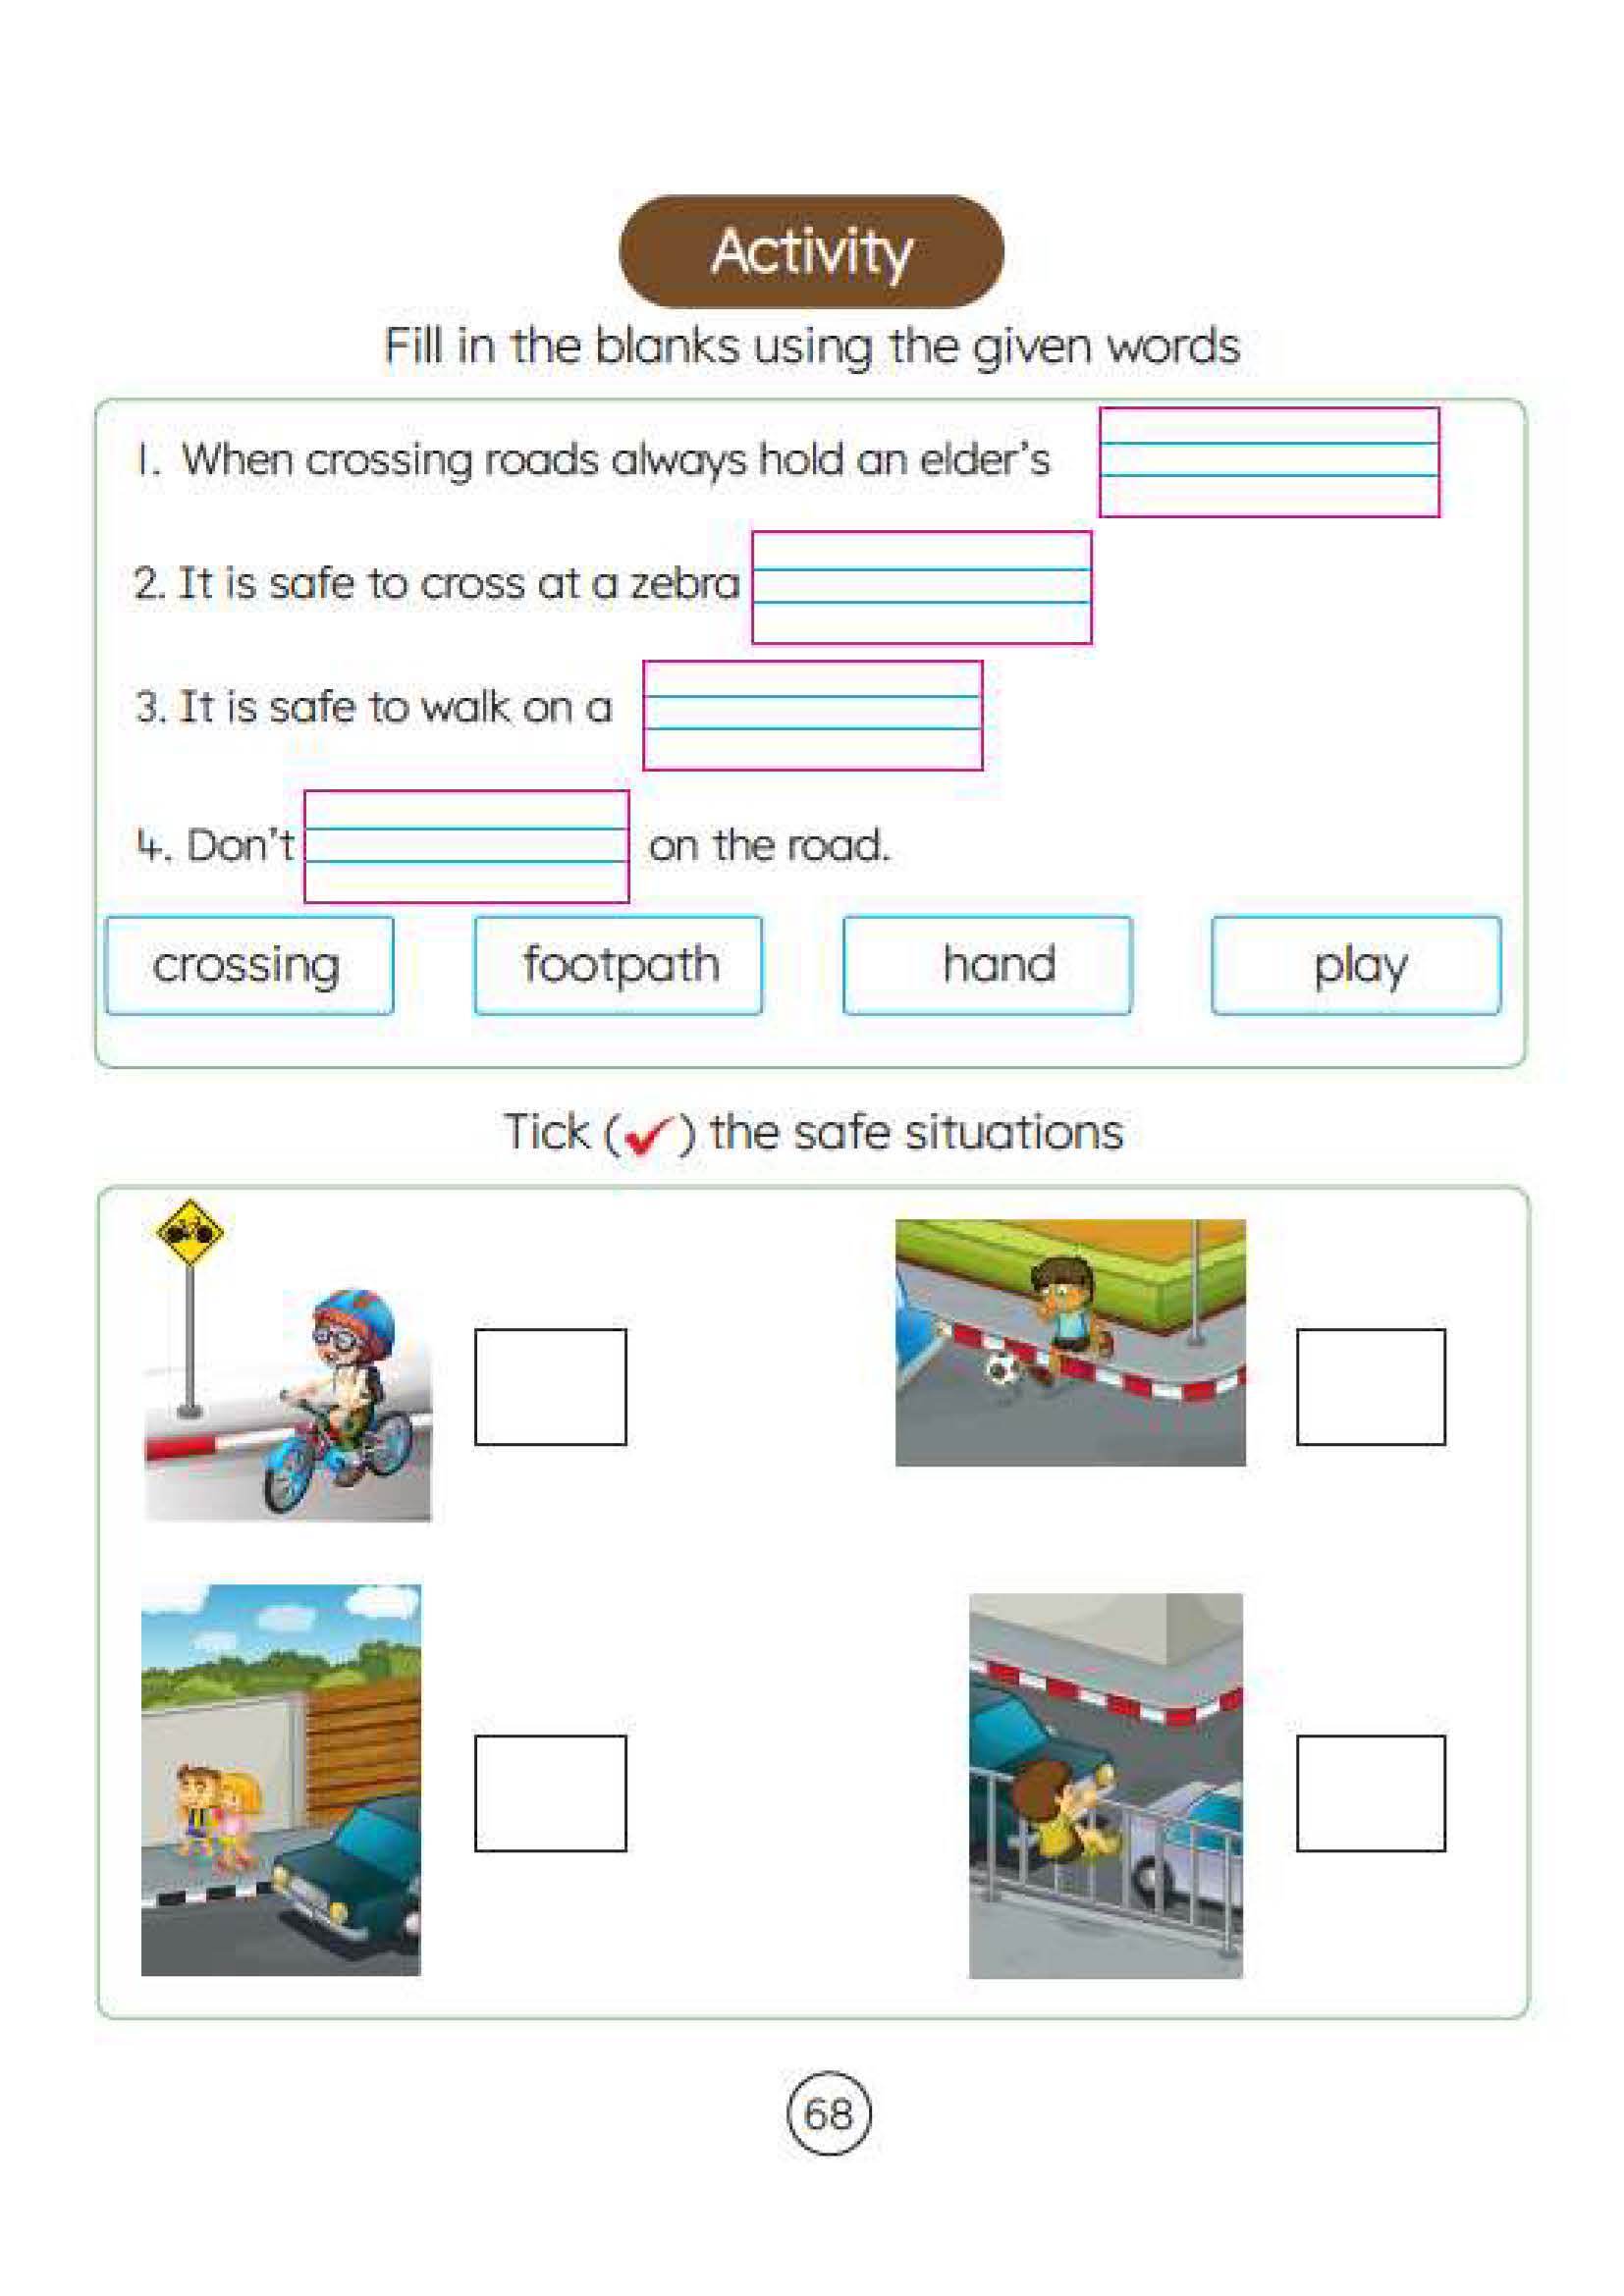 Activity
Fill in the blanks using the given words
1. When crossing roads always hold an elder's
2. It is safe to cross at a zebra
3. It is safe to walk on a
4. Don't on the road.
crossing footpath hand play
Tick (✓) the safe situations
68